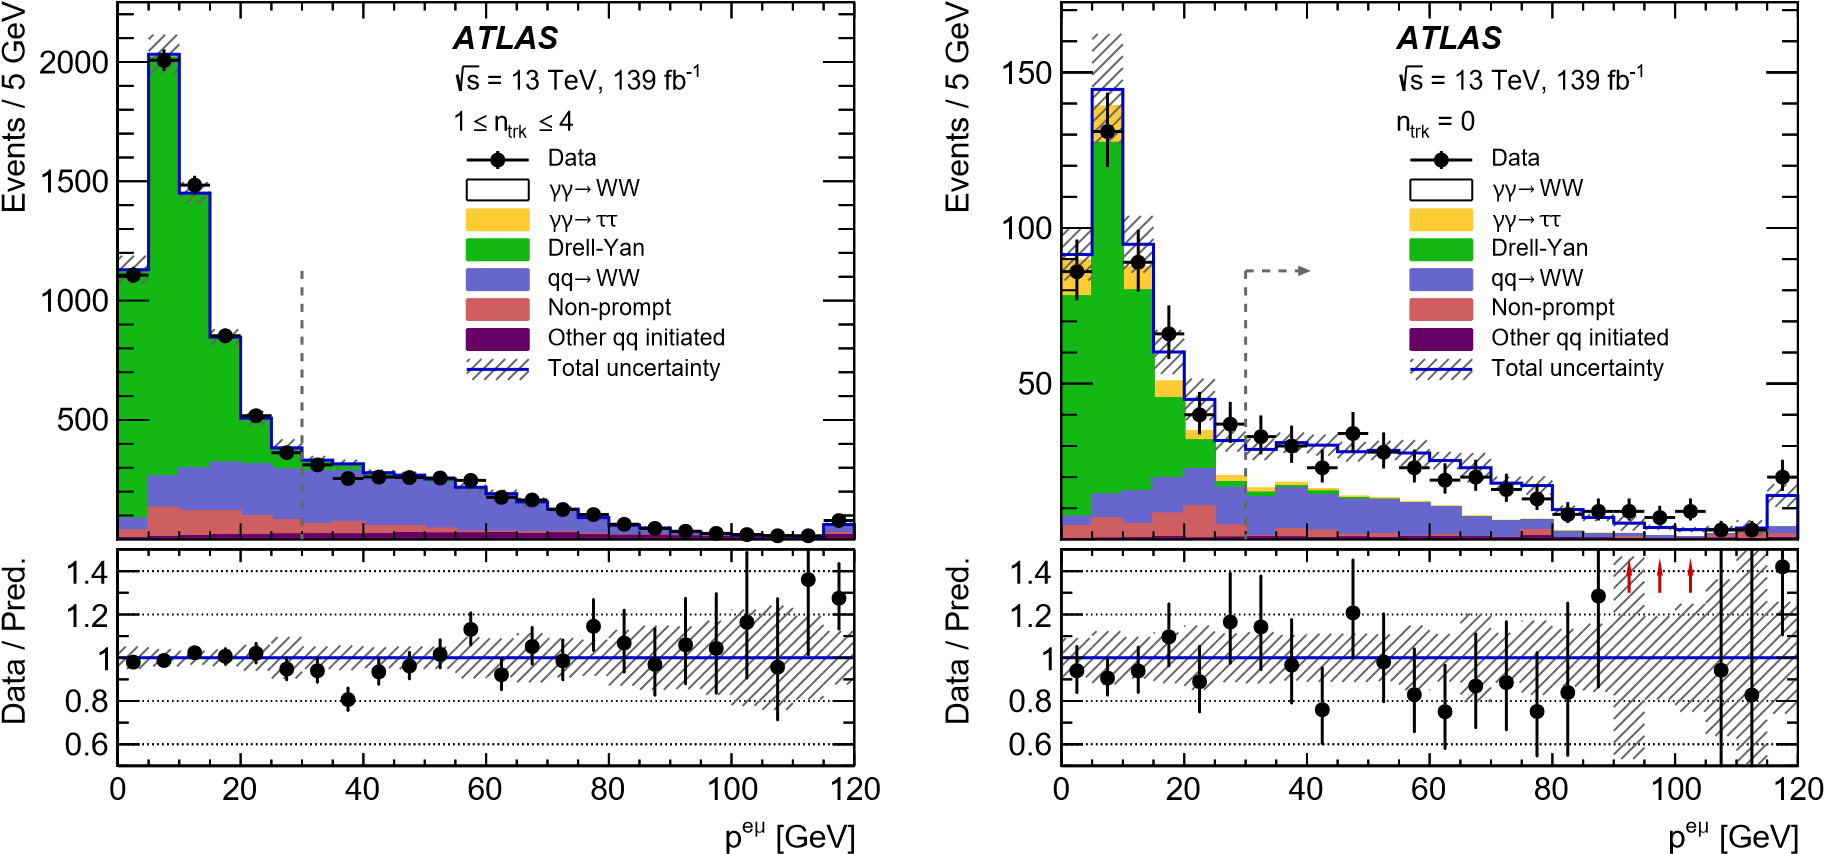 Events / 5 GeV
2000
1500
1000
500
ATLAS
√s = 13 TeV, 139 fb⁻¹
1 ≤ nₜᵣₖ ≤ 4
Data
γγ→WW
γγ→ττ
Drell-Yan
qq→WW
Non-prompt
Other qq initiated
Total uncertainty
Data / Pred.
1.4
1.2
1
0.8
0.6
0 20 40 60 80 100 120
p^eμ [GeV]
Events / 5 GeV
150
100
50
ATLAS
√s = 13 TeV, 139 fb⁻¹
nₜᵣₖ = 0
Data
γγ→WW
γγ→ττ
Drell-Yan
qq→WW
Non-prompt
Other qq initiated
Total uncertainty
Data / Pred.
1.4
1.2
1
0.8
0.6
0 20 40 60 80 100 120
p^eμ [GeV]